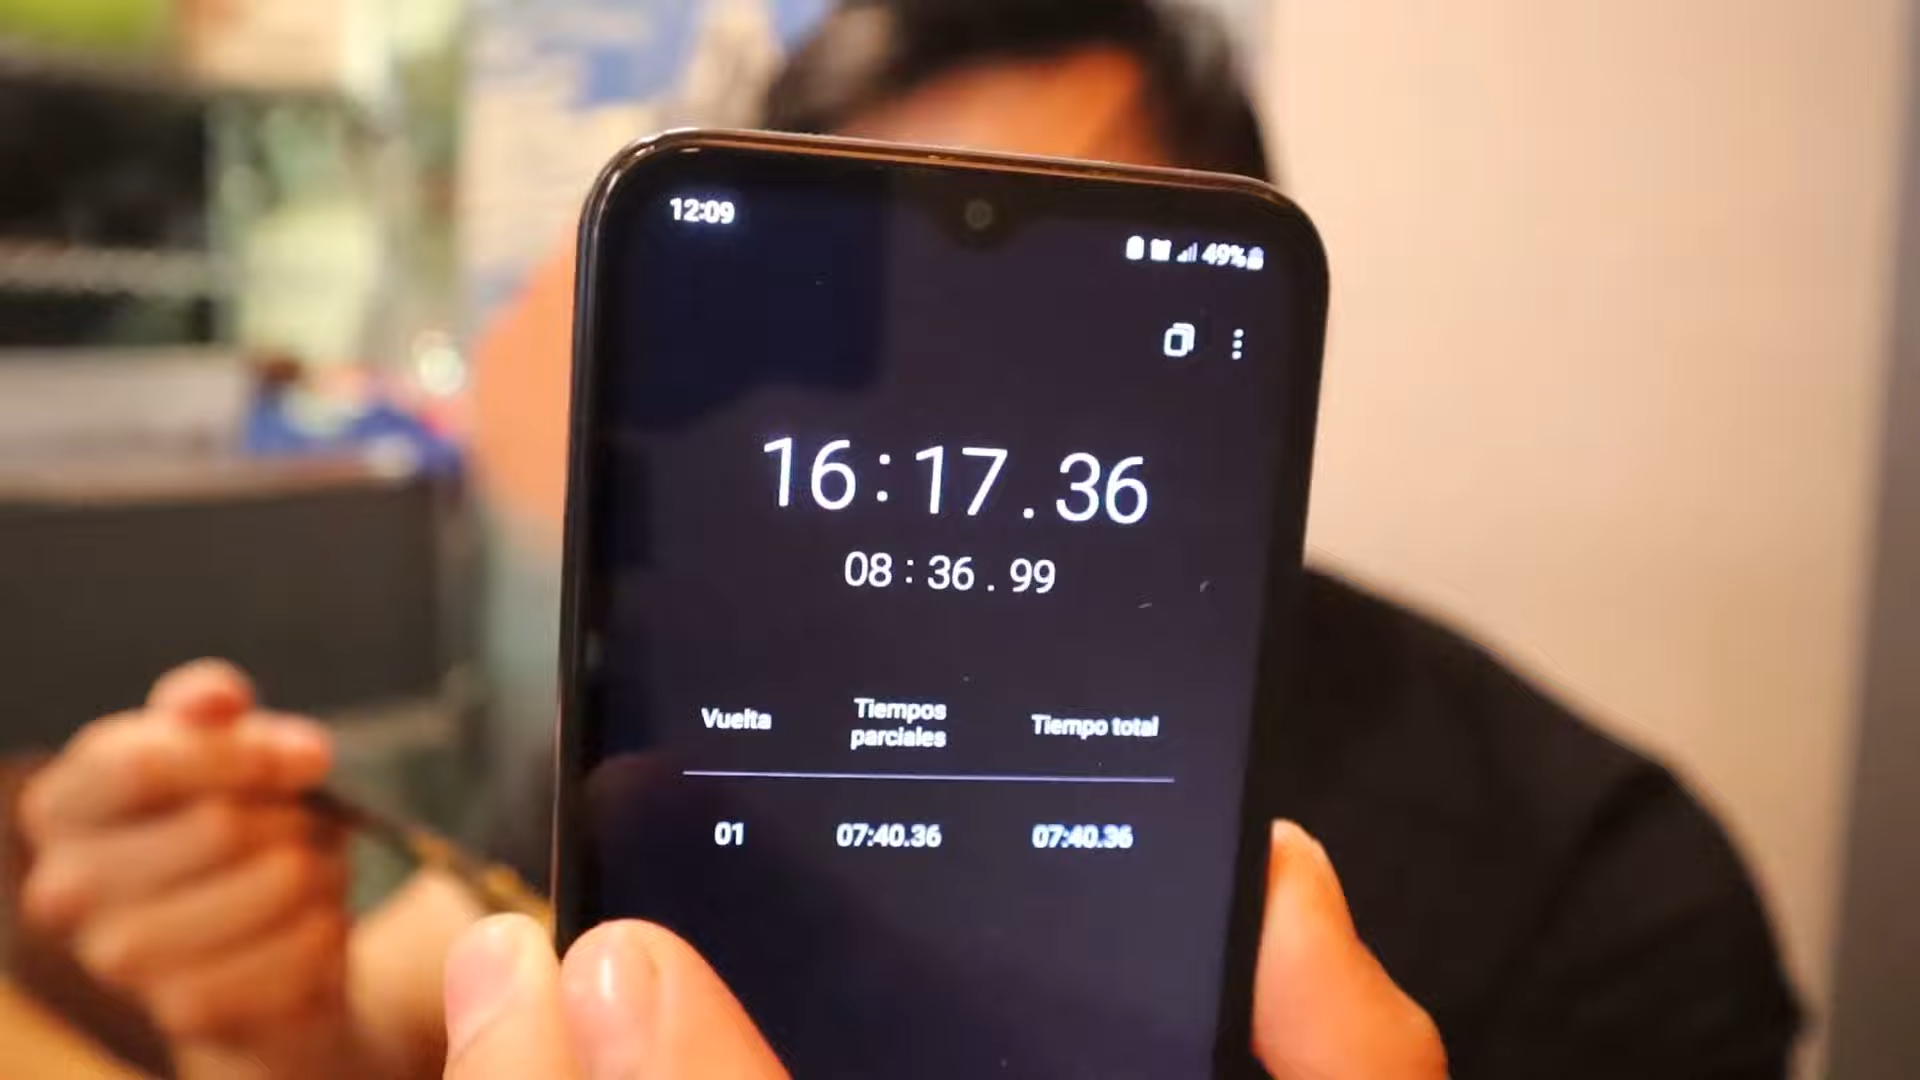 12:09
49%
16:17.36
08:36.99
Vuelta
Tiempos
parciales
Tiempo total
01 07:40.36 07:40.36